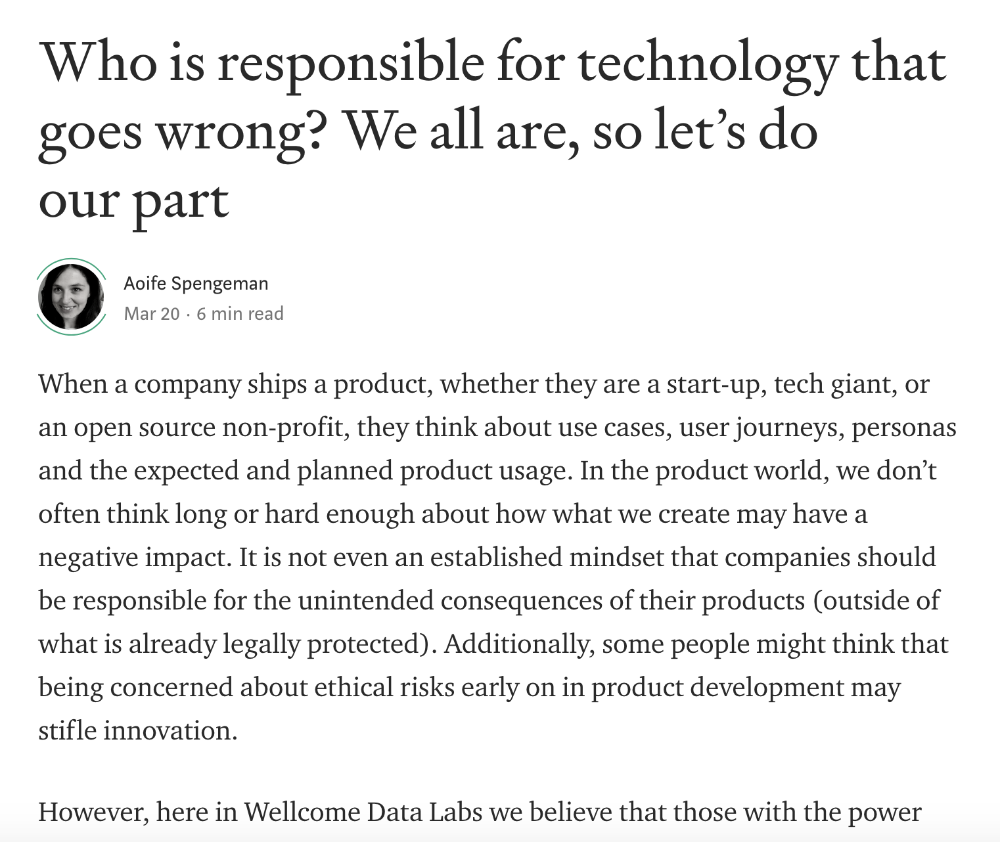 Who is responsible for technology that
goes wrong? We all are, so let’s do
our part
Aoife Spengeman
Mar 20 · 6 min read
When a company ships a product, whether they are a start-up, tech giant, or
an open source non-profit, they think about use cases, user journeys, personas
and the expected and planned product usage. In the product world, we don’t
often think long or hard enough about how what we create may have a
negative impact. It is not even an established mindset that companies should
be responsible for the unintended consequences of their products (outside of
what is already legally protected). Additionally, some people might think that
being concerned about ethical risks early on in product development may
stifle innovation.
However, here in Wellcome Data Labs we believe that those with the power